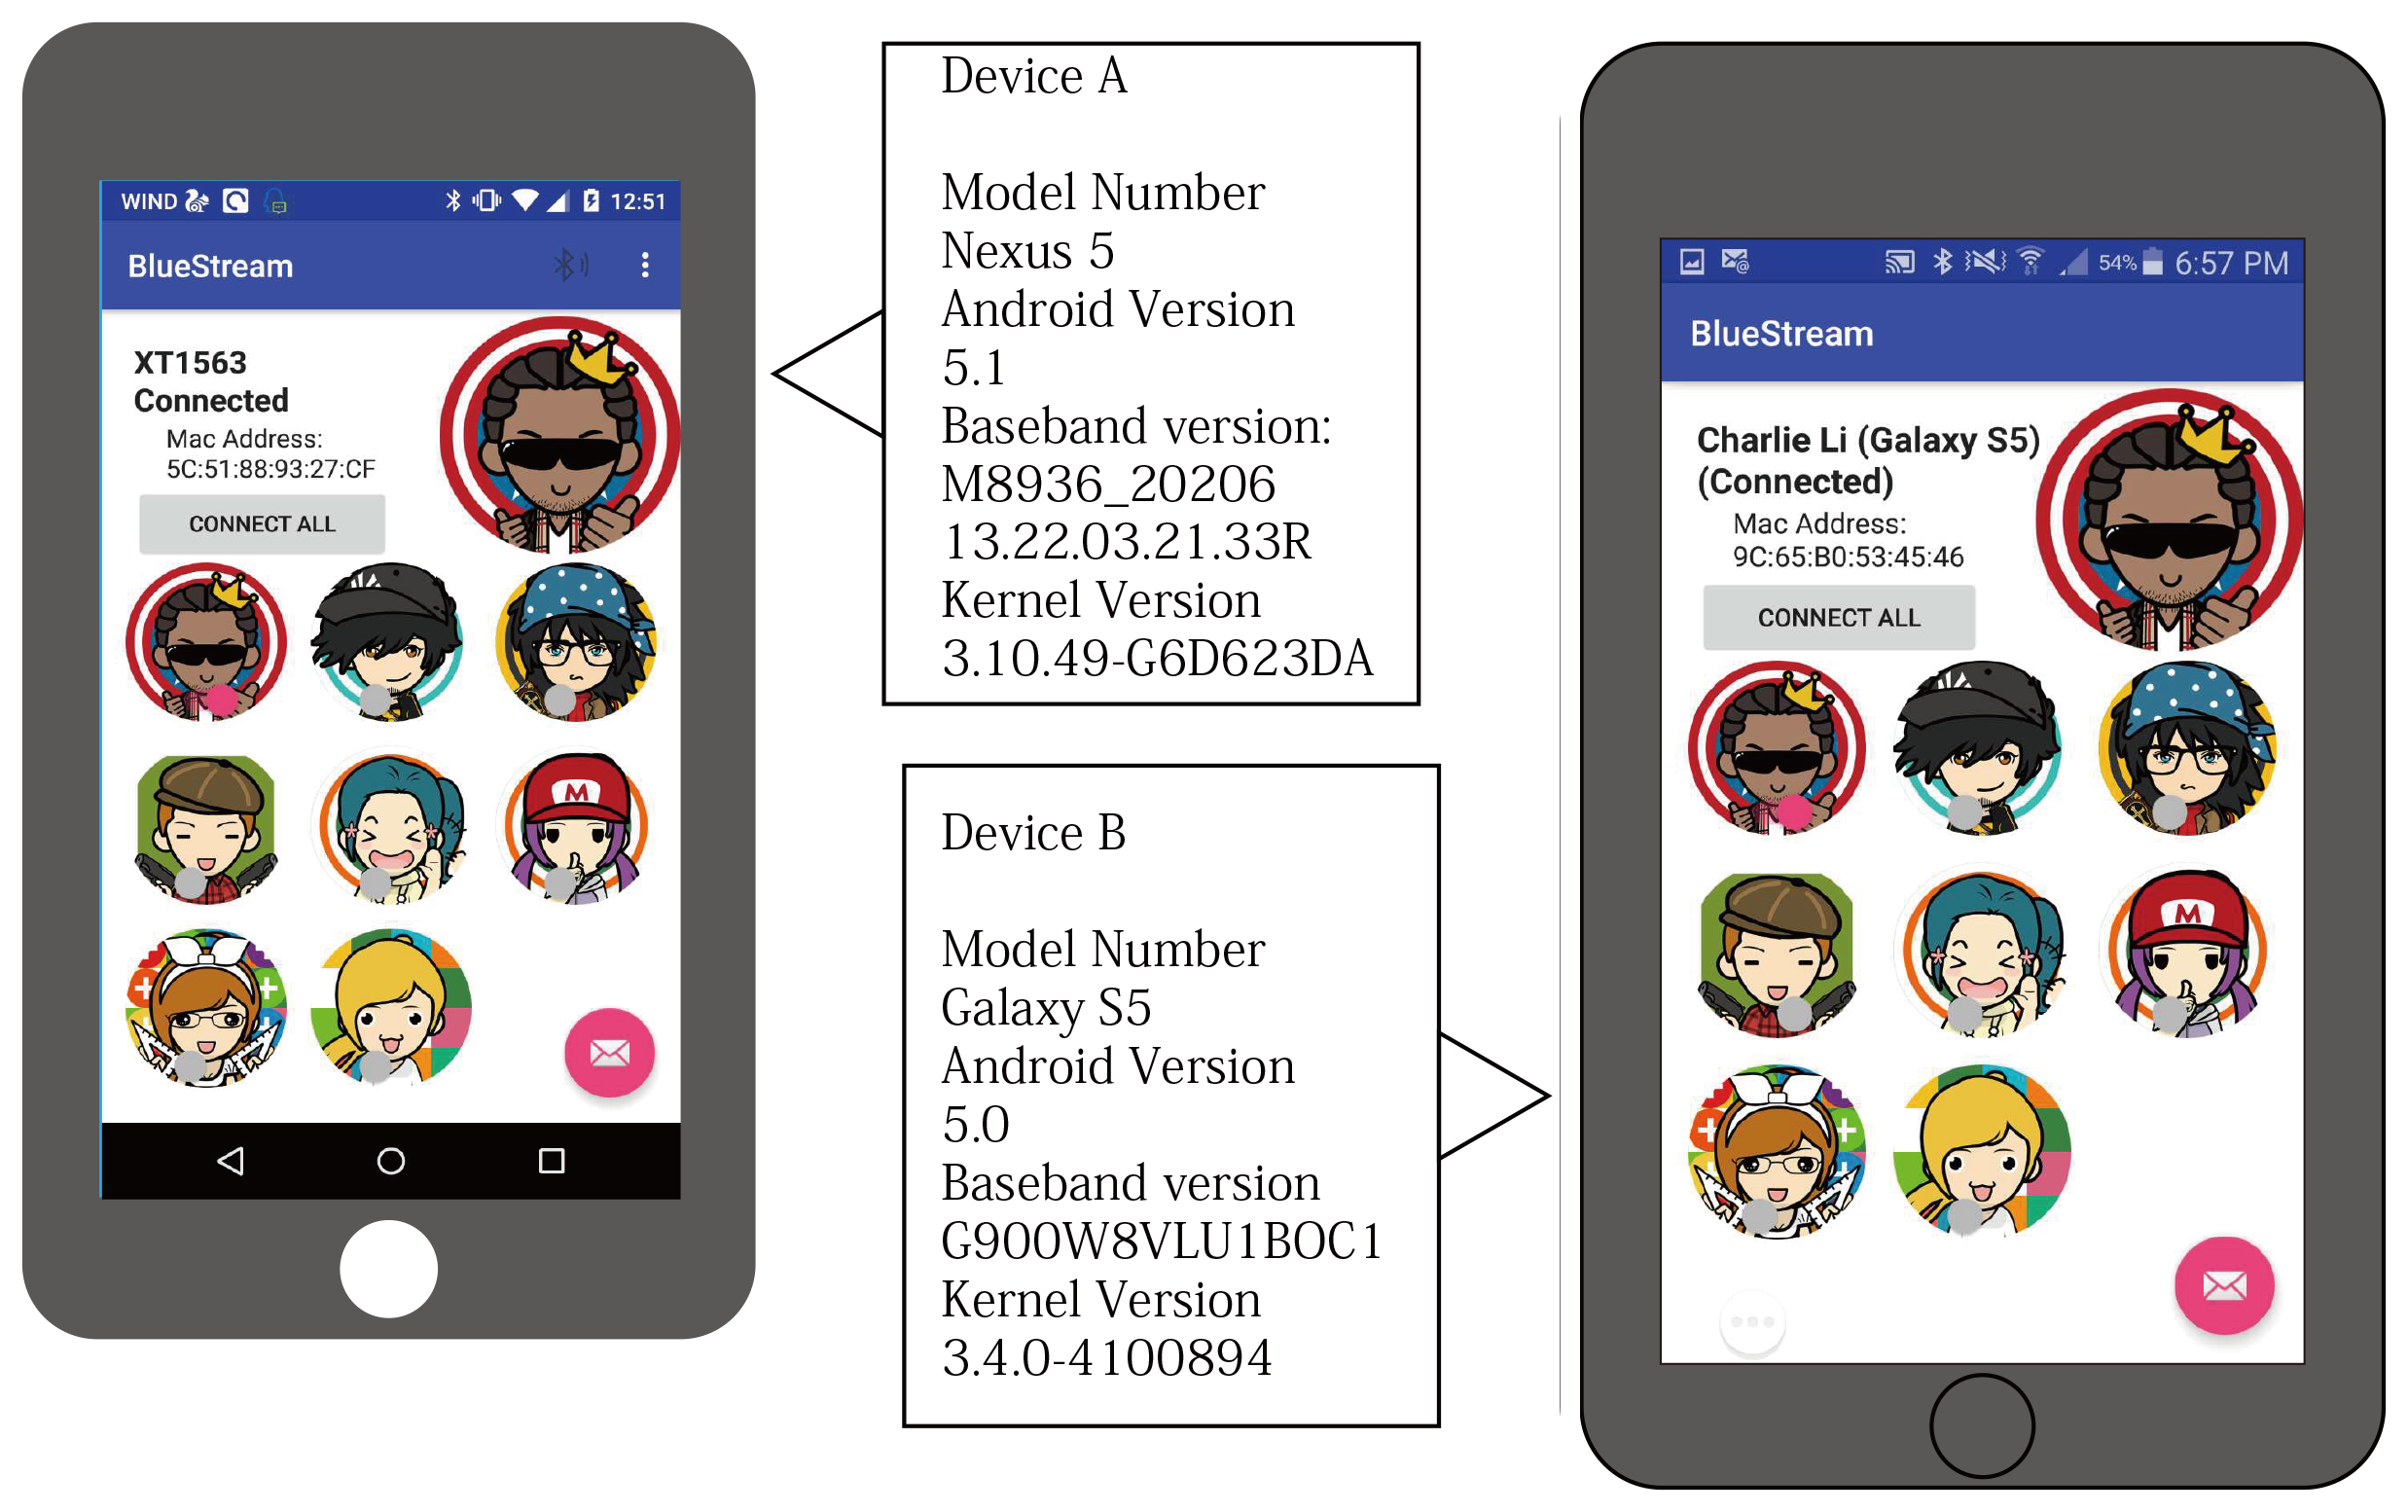 WIND 12:51
BlueStream
XT1563
Connected
Mac Address:
5C:51:88:93:27:CF
CONNECT ALL
M
Device A
Model Number
Nexus 5
Android Version
5.1
Baseband version:
M8936_20206
13.22.03.21.33R
Kernel Version
3.10.49-G6D623DA
Device B
Model Number
Galaxy S5
Android Version
5.0
Baseband version
G900W8VLU1BOC1
Kernel Version
3.4.0-4100894
54% 6:57 PM
BlueStream
Charlie Li (Galaxy S5)
(Connected)
Mac Address:
9C:65:B0:53:45:46
CONNECT ALL
M